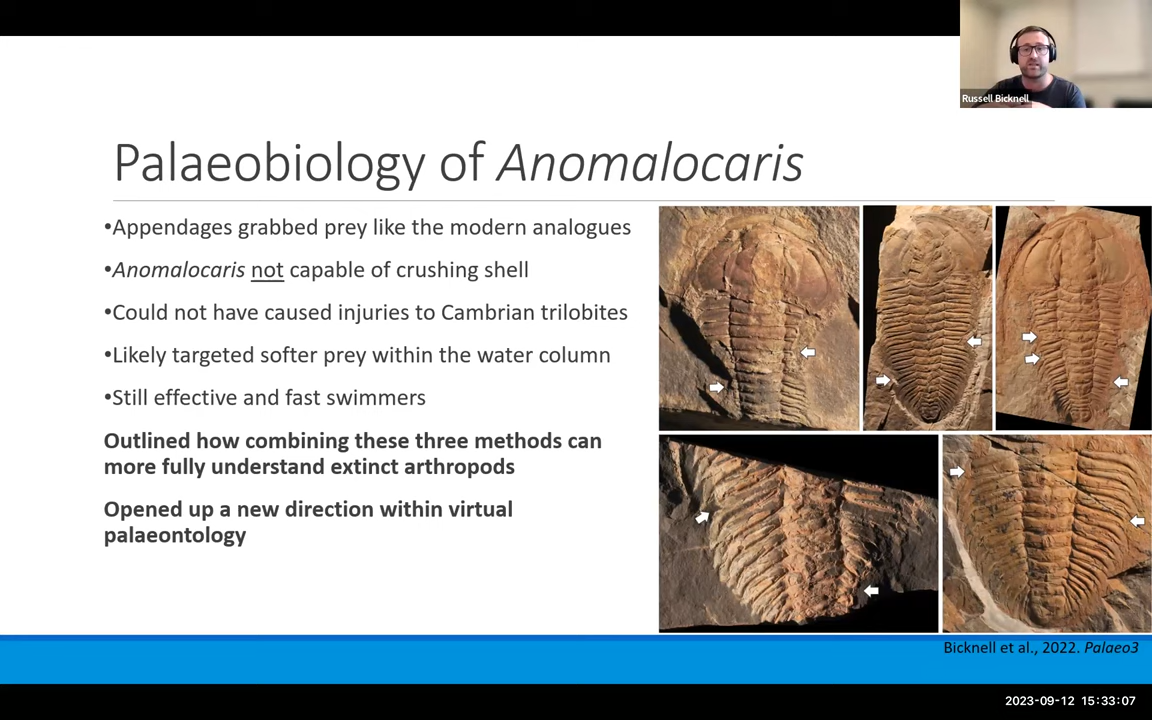 Russell Bicknell
Palaeobiology of Anomalocaris
•Appendages grabbed prey like the modern analogues
•Anomalocaris not capable of crushing shell
•Could not have caused injuries to Cambrian trilobites
•Likely targeted softer prey within the water column
•Still effective and fast swimmers
Outlined how combining these three methods can
more fully understand extinct arthropods
Opened up a new direction within virtual
palaeontology
Bicknell et al., 2022. Palaeo3
2023-09-12 15:33:07